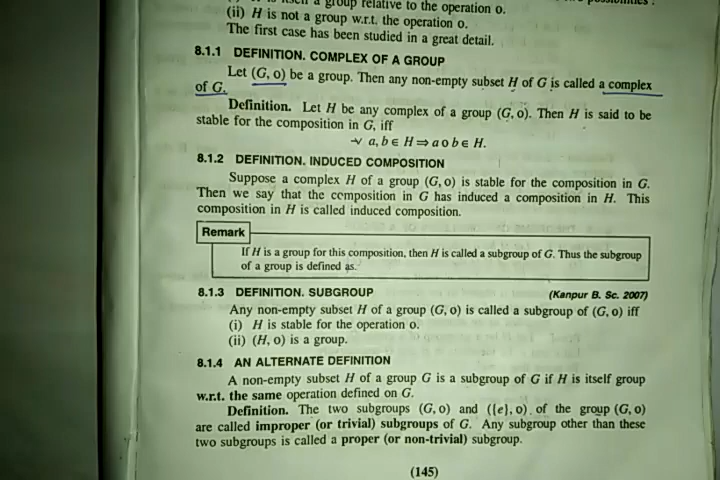 group relative to the operation o.
(ii) H is not a group w.r.t. the operation o.
The first case has been studied in a great detail.
8.1.1 DEFINITION. COMPLEX OF A GROUP
Let (G, o) be a group. Then any non-empty subset H of G is called a complex
of G.
Definition. Let H be any complex of a group (G, o). Then H is said to be
stable for the composition in G, iff
∀ a, b ∈ H ⇒ a o b ∈ H.
8.1.2 DEFINITION. INDUCED COMPOSITION
Suppose a complex H of a group (G, o) is stable for the composition in G.
Then we say that the composition in G has induced a composition in H. This
composition in H is called induced composition.
Remark
If H is a group for this composition, then H is called a subgroup of G. Thus the subgroup
of a group is defined as.
8.1.3 DEFINITION. SUBGROUP (Kanpur B. Sc. 2007)
Any non-empty subset H of a group (G, o) is called a subgroup of (G, o) iff
(i) H is stable for the operation o.
(ii) (H, o) is a group.
8.1.4 AN ALTERNATE DEFINITION
A non-empty subset H of a group G is a subgroup of G if H is itself group
w.r.t. the same operation defined on G.
Definition. The two subgroups (G, o) and ({e}, o) of the group (G, o)
are called improper (or trivial) subgroups of G. Any subgroup other than these
two subgroups is called a proper (or non-trivial) subgroup.
(145)